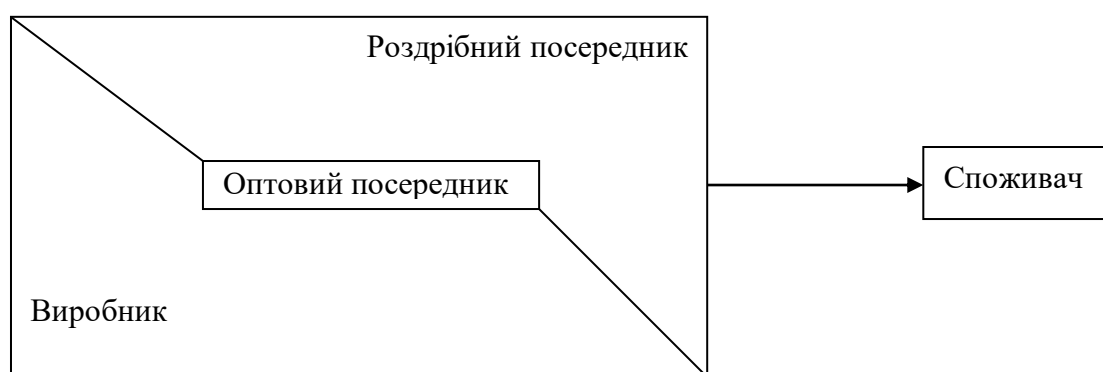 Роздрібний посередник
Оптовий посередник
Споживач
Виробник